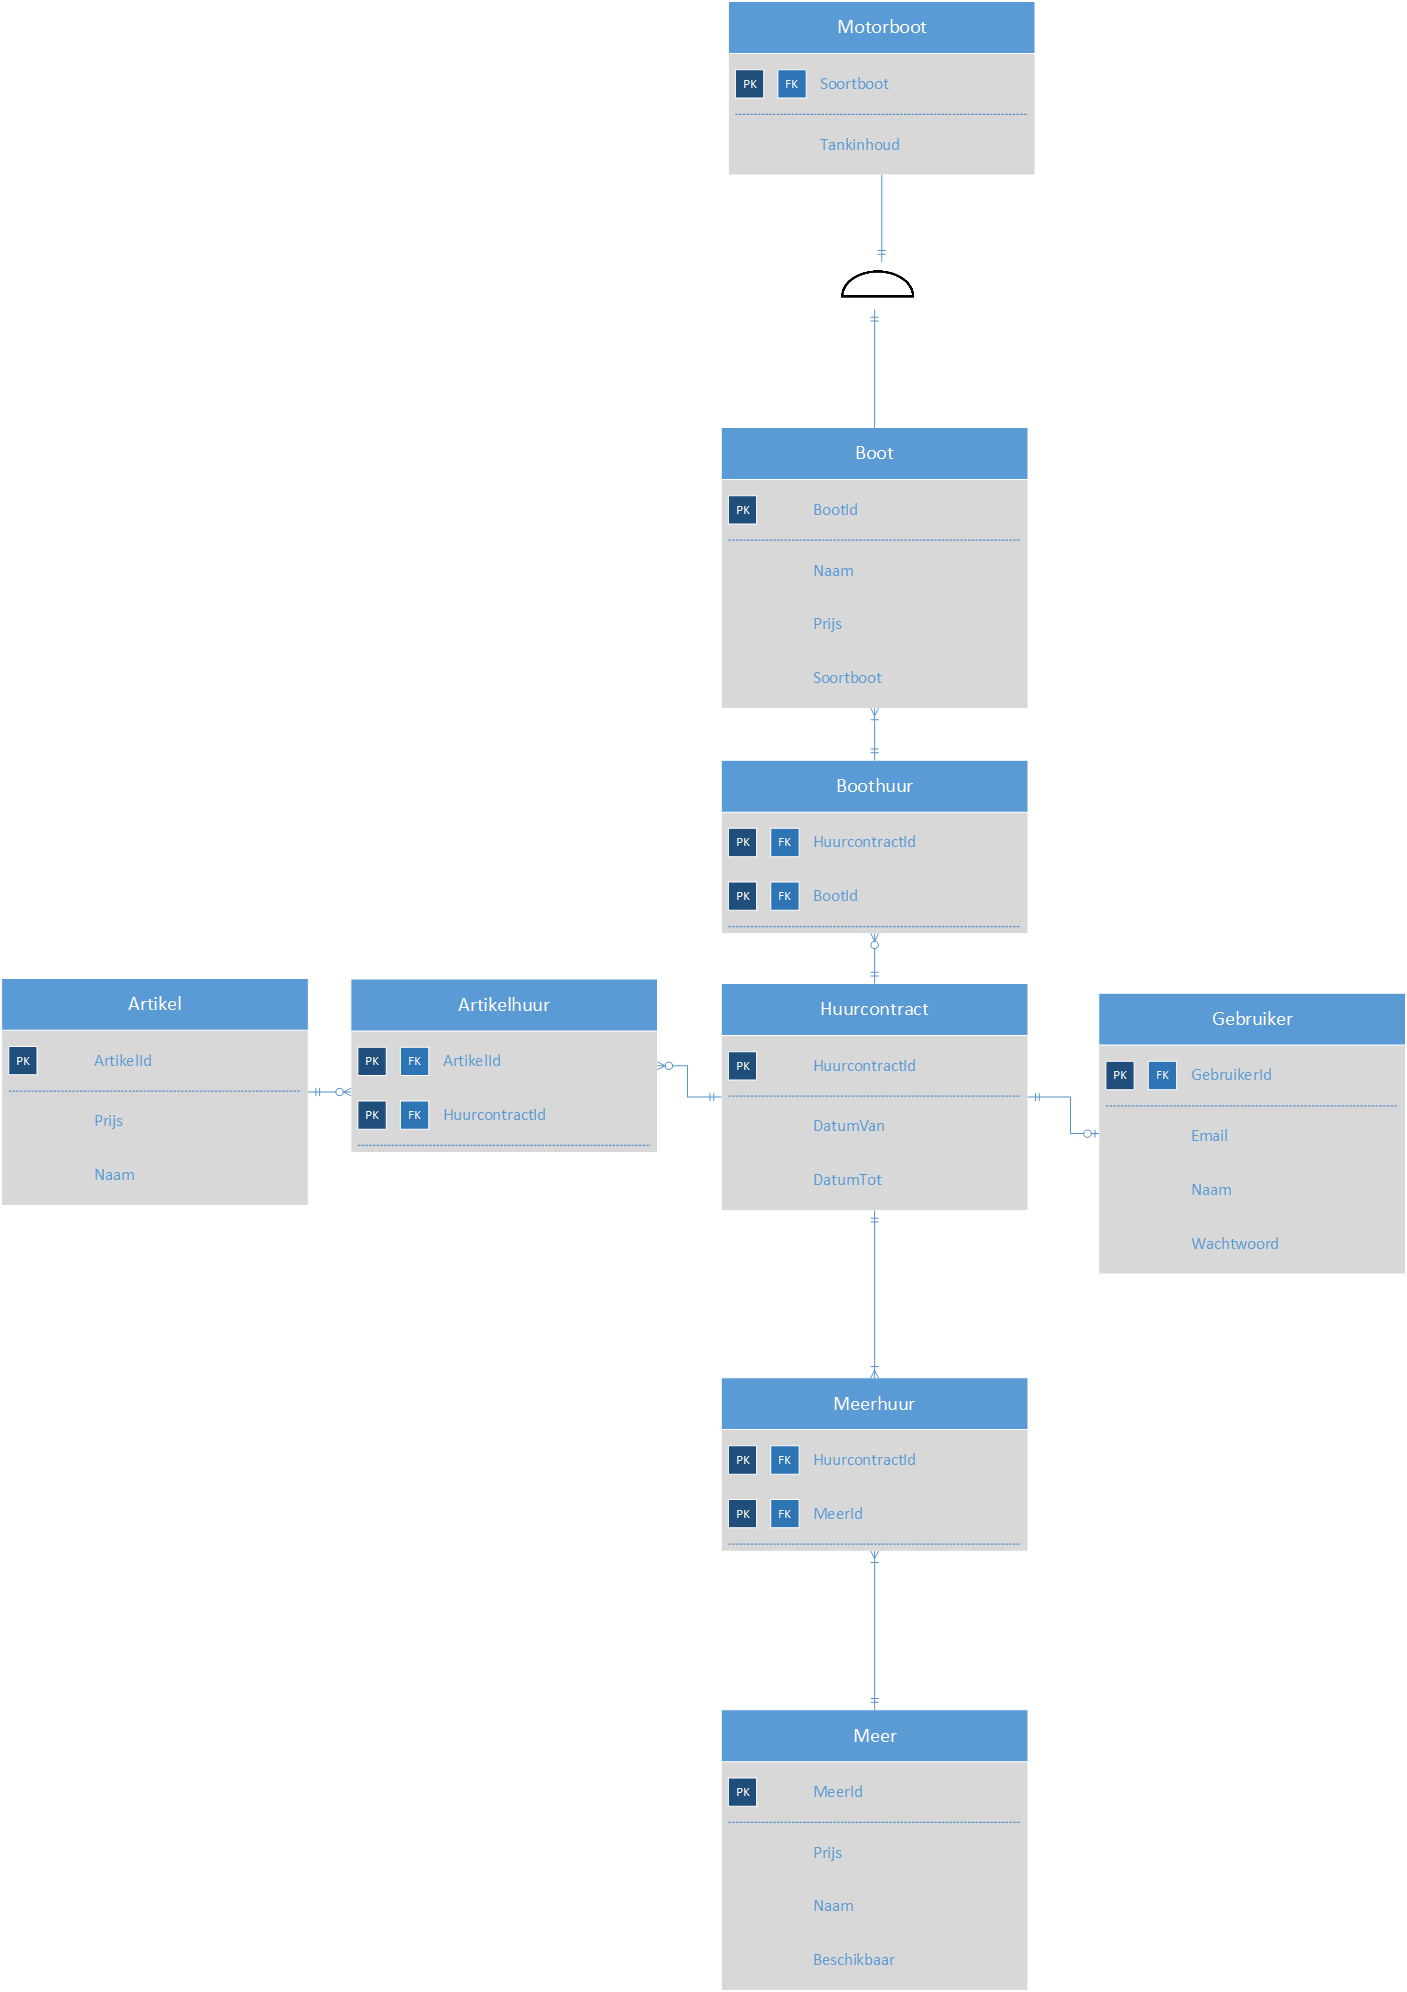 Motorboot
PK FK Soortboot
Tankinhoud
Boot
PK BootId
Naam
Prijs
Soortboot
Boothuur
PK FK HuurcontractId
PK FK BootId
Artikel
PK ArtikelId
Prijs
Naam
Artikelhuur
PK FK ArtikelId
PK FK HuurcontractId
Huurcontract
PK HuurcontractId
DatumVan
DatumTot
Gebruiker
PK FK GebruikerId
Email
Naam
Wachtwoord
Meerhuur
PK FK HuurcontractId
PK FK MeerId
Meer
PK MeerId
Prijs
Naam
Beschikbaar